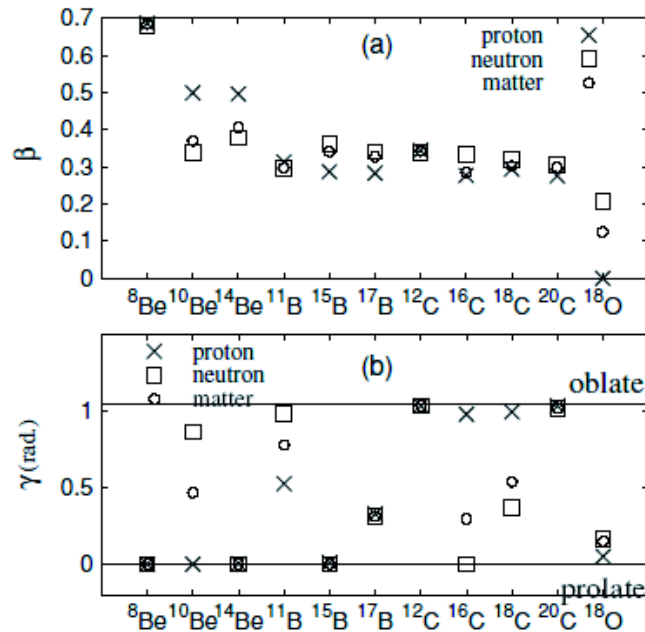 0.7
(a)
proton
neutron
matter
0.6
0.5
0.4
β
0.3
0.2
0.1
0
⁸Be ¹⁰Be ¹⁴Be ¹¹B ¹⁵B ¹⁷B ¹²C ¹⁶C ¹⁸C ²⁰C ¹⁸O
proton
(b)
neutron
oblate
matter
1
γ(rad.)
0.5
0
prolate
⁸Be ¹⁰Be ¹⁴Be ¹¹B ¹⁵B ¹⁷B ¹²C ¹⁶C ¹⁸C ²⁰C ¹⁸O